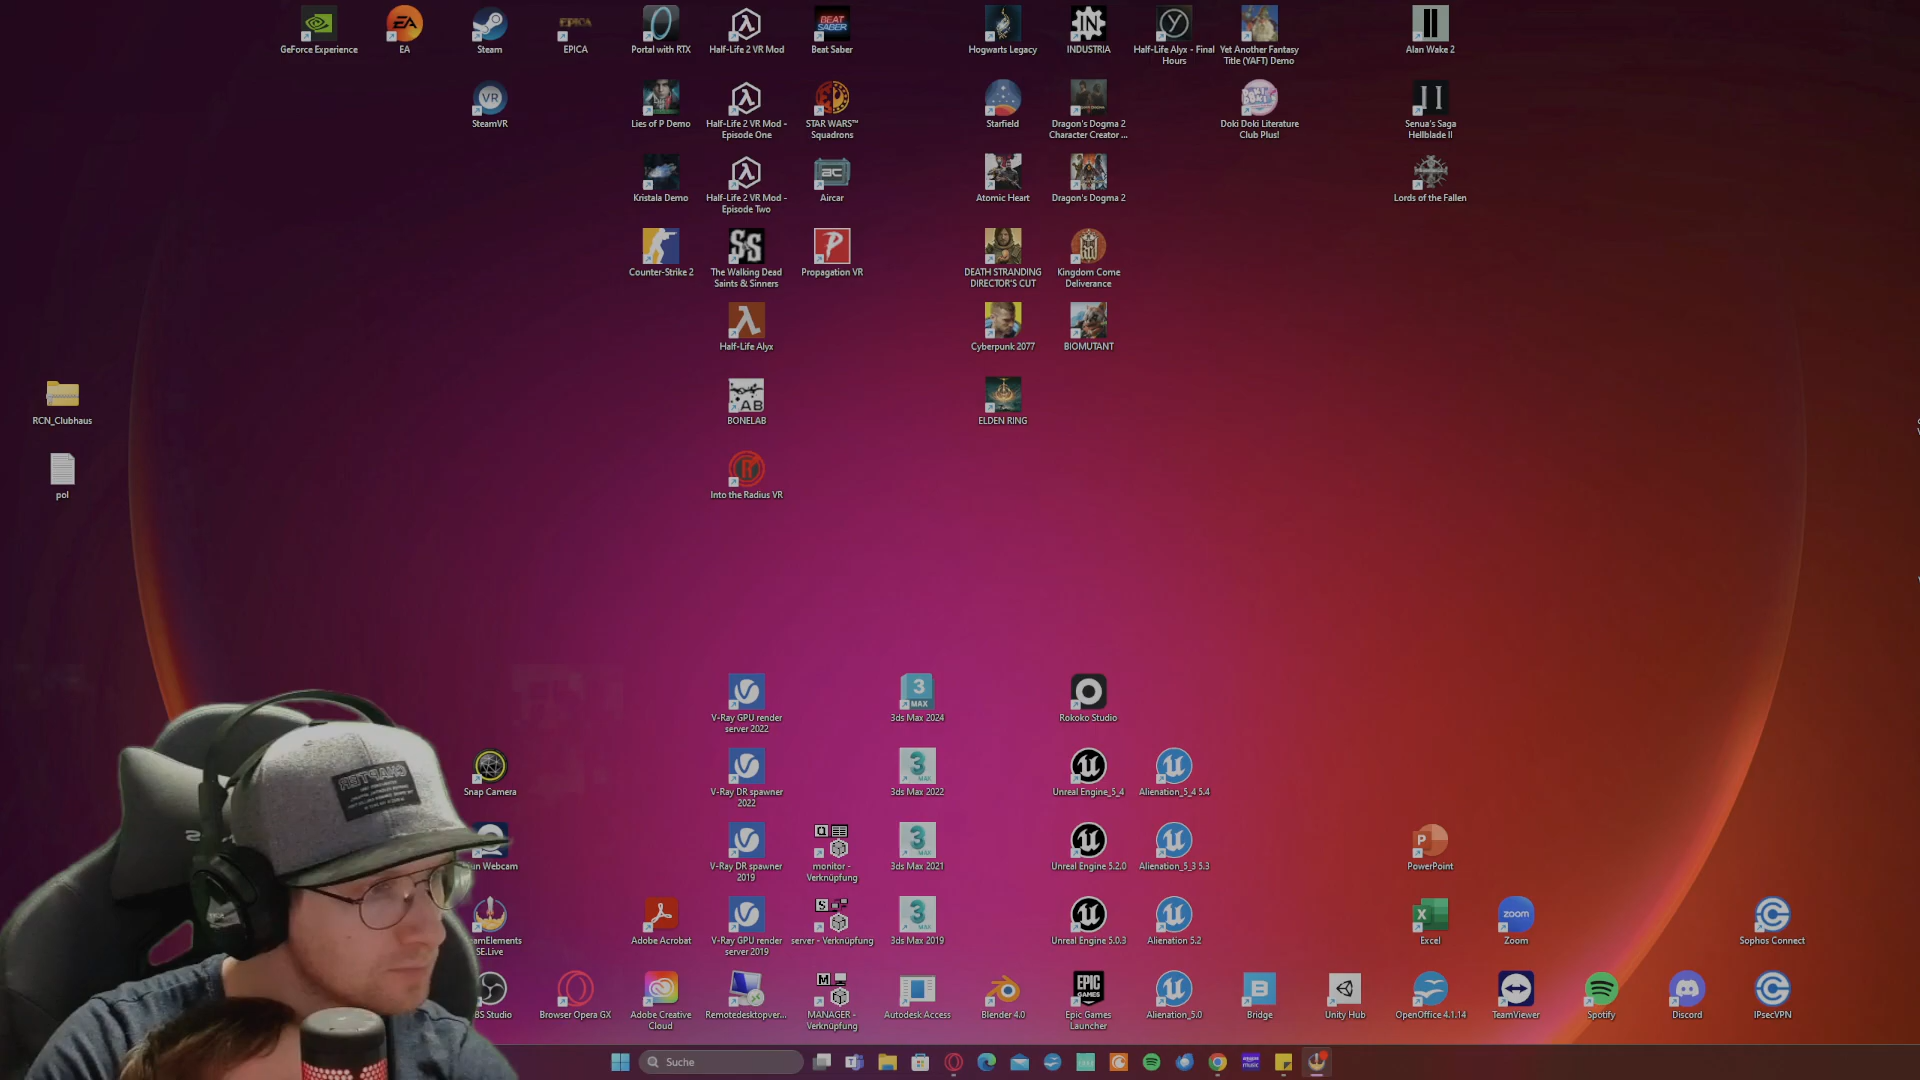 GeForce Experience
EA
Steam
EPICA
Portal with RTX
Half-Life 2 VR Mod
Beat Saber
Hogwarts Legacy
INDUSTRIA
Half-Life Alyx - Final
Hours
Yet Another Fantasy
Title (YAFT) Demo
Alan Wake 2
SteamVR
Lies of P Demo
Half-Life 2 VR Mod -
Episode One
STAR WARS™
Squadrons
Starfield
Dragon's Dogma 2
Character Creator ...
Doki Doki Literature
Club Plus!
Senua's Saga
Hellblade II
Kristala Demo
Half-Life 2 VR Mod -
Episode Two
Aircar
Atomic Heart
Dragon's Dogma 2
Lords of the Fallen
Counter-Strike 2
The Walking Dead
Saints & Sinners
Propagation VR
DEATH STRANDING
DIRECTOR'S CUT
Kingdom Come
Deliverance
Half-Life Alyx
Cyberpunk 2077
BIOMUTANT
RCN_Clubhaus
BONELAB
ELDEN RING
pol
Into the Radius VR
V-Ray GPU render
server 2022
3ds Max 2024
Rokoko Studio
Snap Camera
V-Ray DR spawner
2022
3ds Max 2022
Unreal Engine_5_4
Alienation_5_4 5.4
Webcam
V-Ray DR spawner
2019
monitor -
Verknüpfung
3ds Max 2021
Unreal Engine 5.2.0
Alienation_5_3 5.3
PowerPoint
amElements
SE.Live
Adobe Acrobat
V-Ray GPU render
server 2019
server - Verknüpfung
3ds Max 2019
Unreal Engine 5.0.3
Alienation 5.2
Excel
Zoom
Sophos Connect
BS Studio
Browser Opera GX
Adobe Creative
Cloud
Remotedesktopver...
MANAGER -
Verknüpfung
Autodesk Access
Blender 4.0
Epic Games
Launcher
Alienation_5.0
Bridge
Unity Hub
OpenOffice 4.1.14
TeamViewer
Spotify
Discord
IPsecVPN
Suche